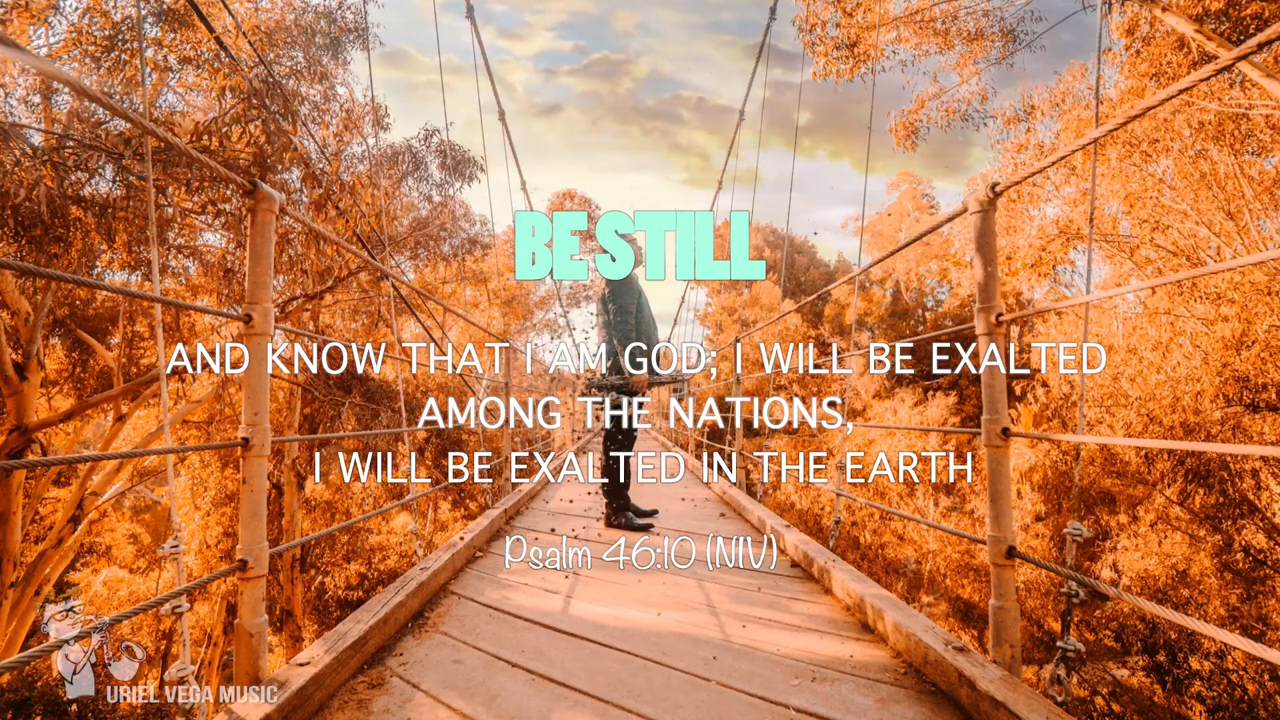 BE STILL
AND KNOW THAT I AM GOD; I WILL BE EXALTED
AMONG THE NATIONS,
I WILL BE EXALTED IN THE EARTH
Psalm 46:10 (NIV)
URIEL VEGA MUSIC